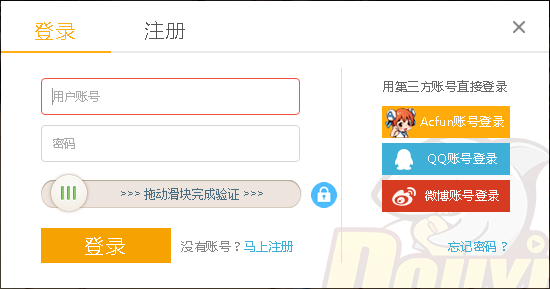 登录 注册
用户账号
密码
>>> 拖动滑块完成验证 >>>
登录 没有账号？马上注册
用第三方账号直接登录
Acfun账号登录
QQ账号登录
微博账号登录
忘记密码？
Douyu